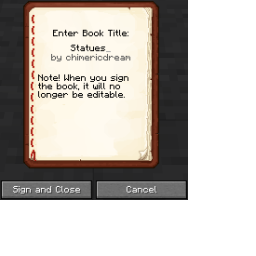 Enter Book Title:
Statues_
by chimericdream
Note! When you sign
the book, it will no
longer be editable.
Sign and Close
Cancel